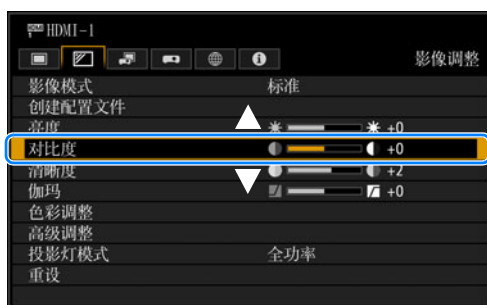 HDMI-1
影像调整
影像模式 标准
创建配置文件
亮度 +0
对比度 +0
清晰度 +2
伽玛 +0
色彩调整
高级调整
投影灯模式 全功率
重设